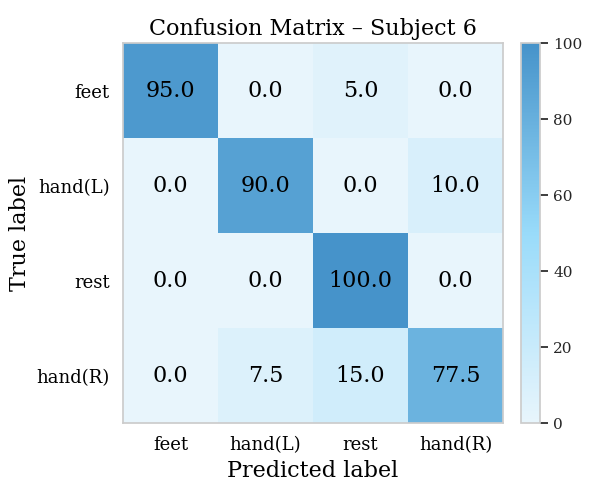 Confusion Matrix – Subject 6
True label
feet 95.0 0.0 5.0 0.0
hand(L) 0.0 90.0 0.0 10.0
rest 0.0 0.0 100.0 0.0
hand(R) 0.0 7.5 15.0 77.5
feet hand(L) rest hand(R)
Predicted label
100
80
60
40
20
0